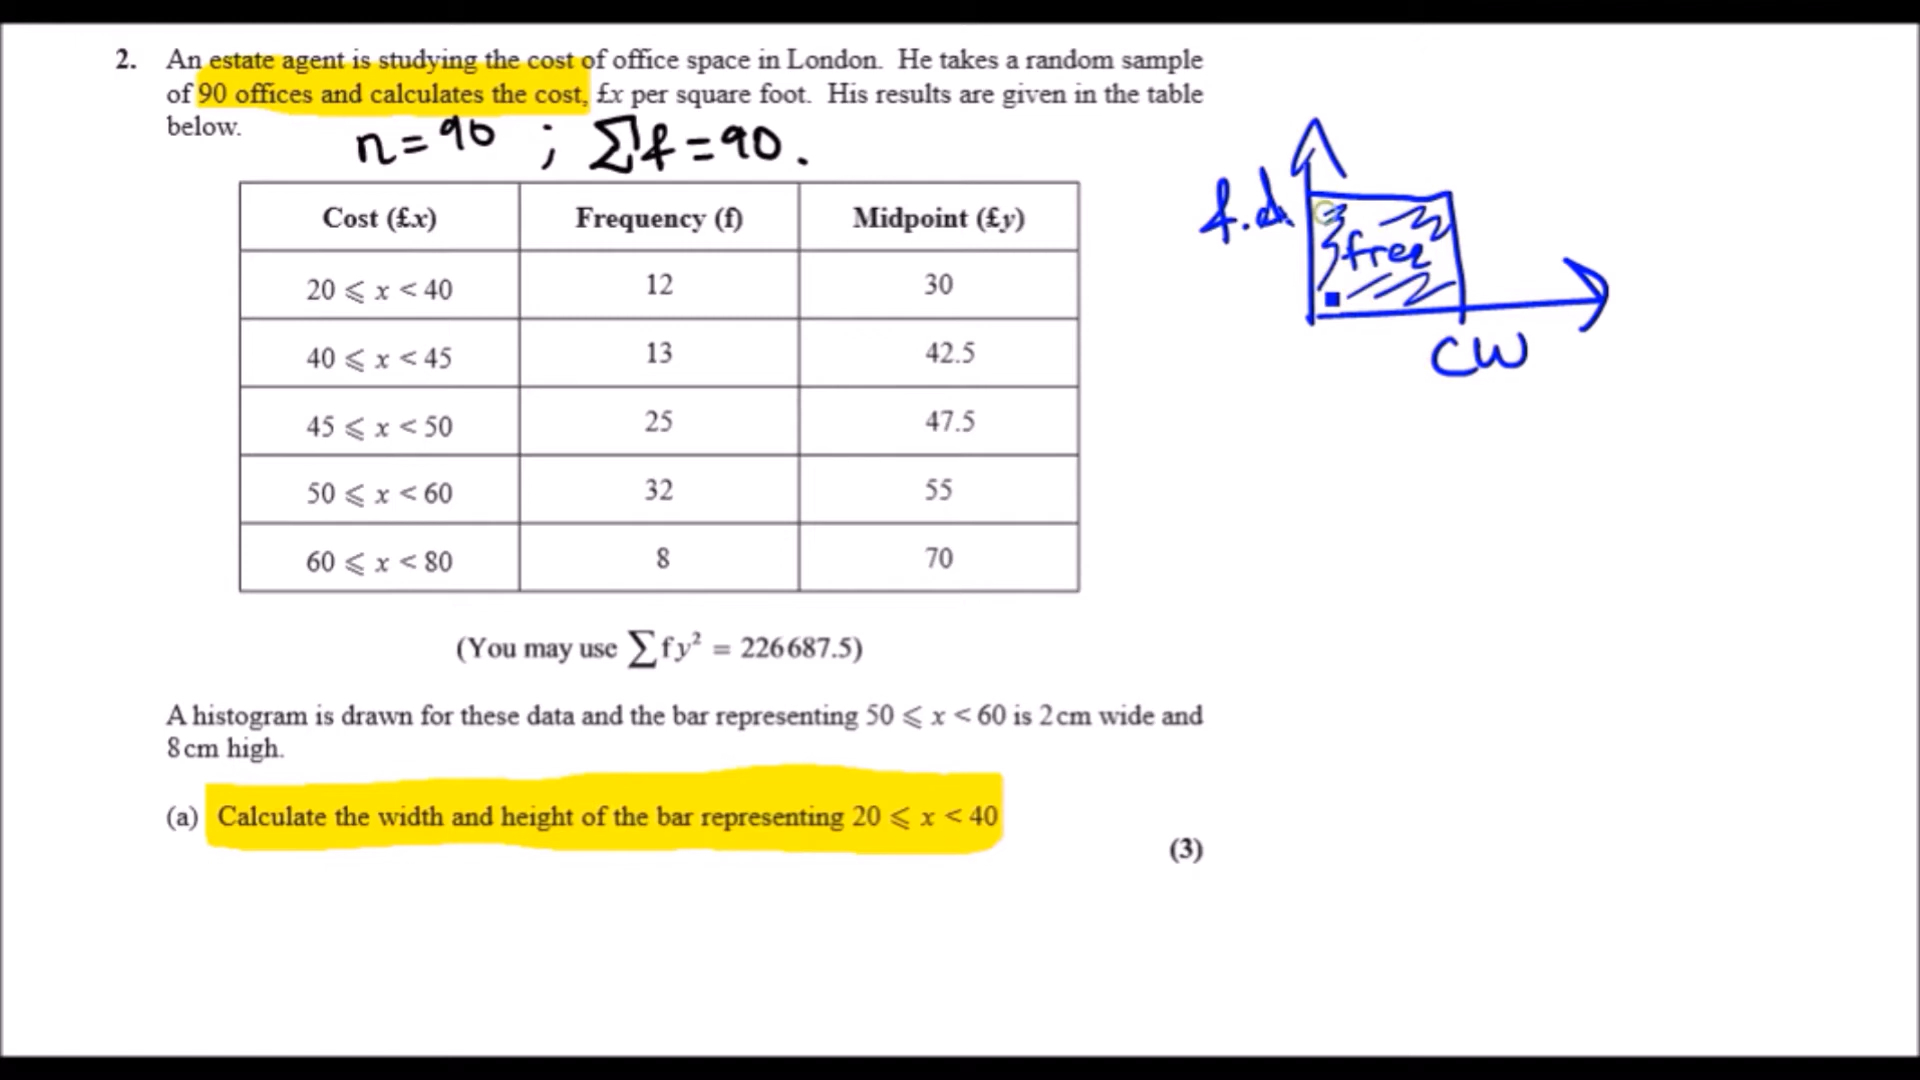 2. An estate agent is studying the cost of office space in London. He takes a random sample
of 90 offices and calculates the cost, £x per square foot. His results are given in the table
below.
n=90 ; ∑f=90.
Cost (£x) Frequency (f) Midpoint (£y)
20 ⩽ x < 40 12 30
40 ⩽ x < 45 13 42.5
45 ⩽ x < 50 25 47.5
50 ⩽ x < 60 32 55
60 ⩽ x < 80 8 70
f.d.
freq
CW
(You may use ∑fy² = 226687.5)
A histogram is drawn for these data and the bar representing 50 ⩽ x < 60 is 2 cm wide and
8 cm high.
(a) Calculate the width and height of the bar representing 20 ⩽ x < 40
(3)